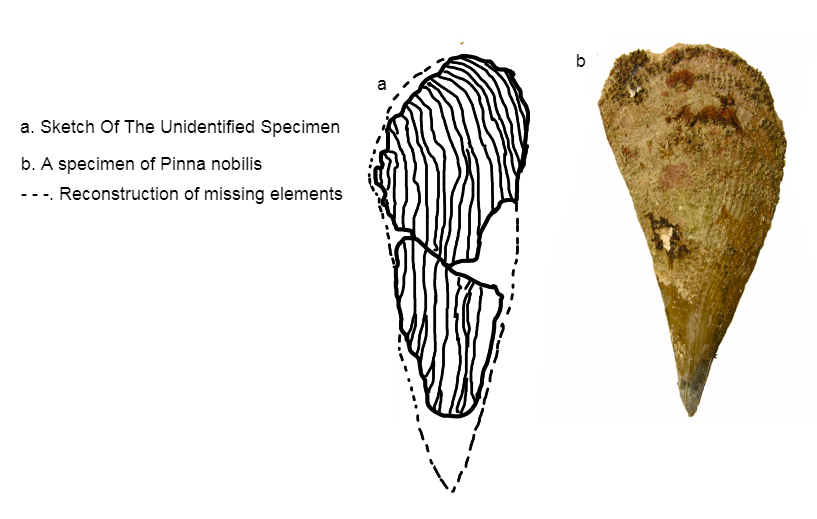 a
b
a. Sketch Of The Unidentified Specimen
b. A specimen of Pinna nobilis
- - -. Reconstruction of missing elements